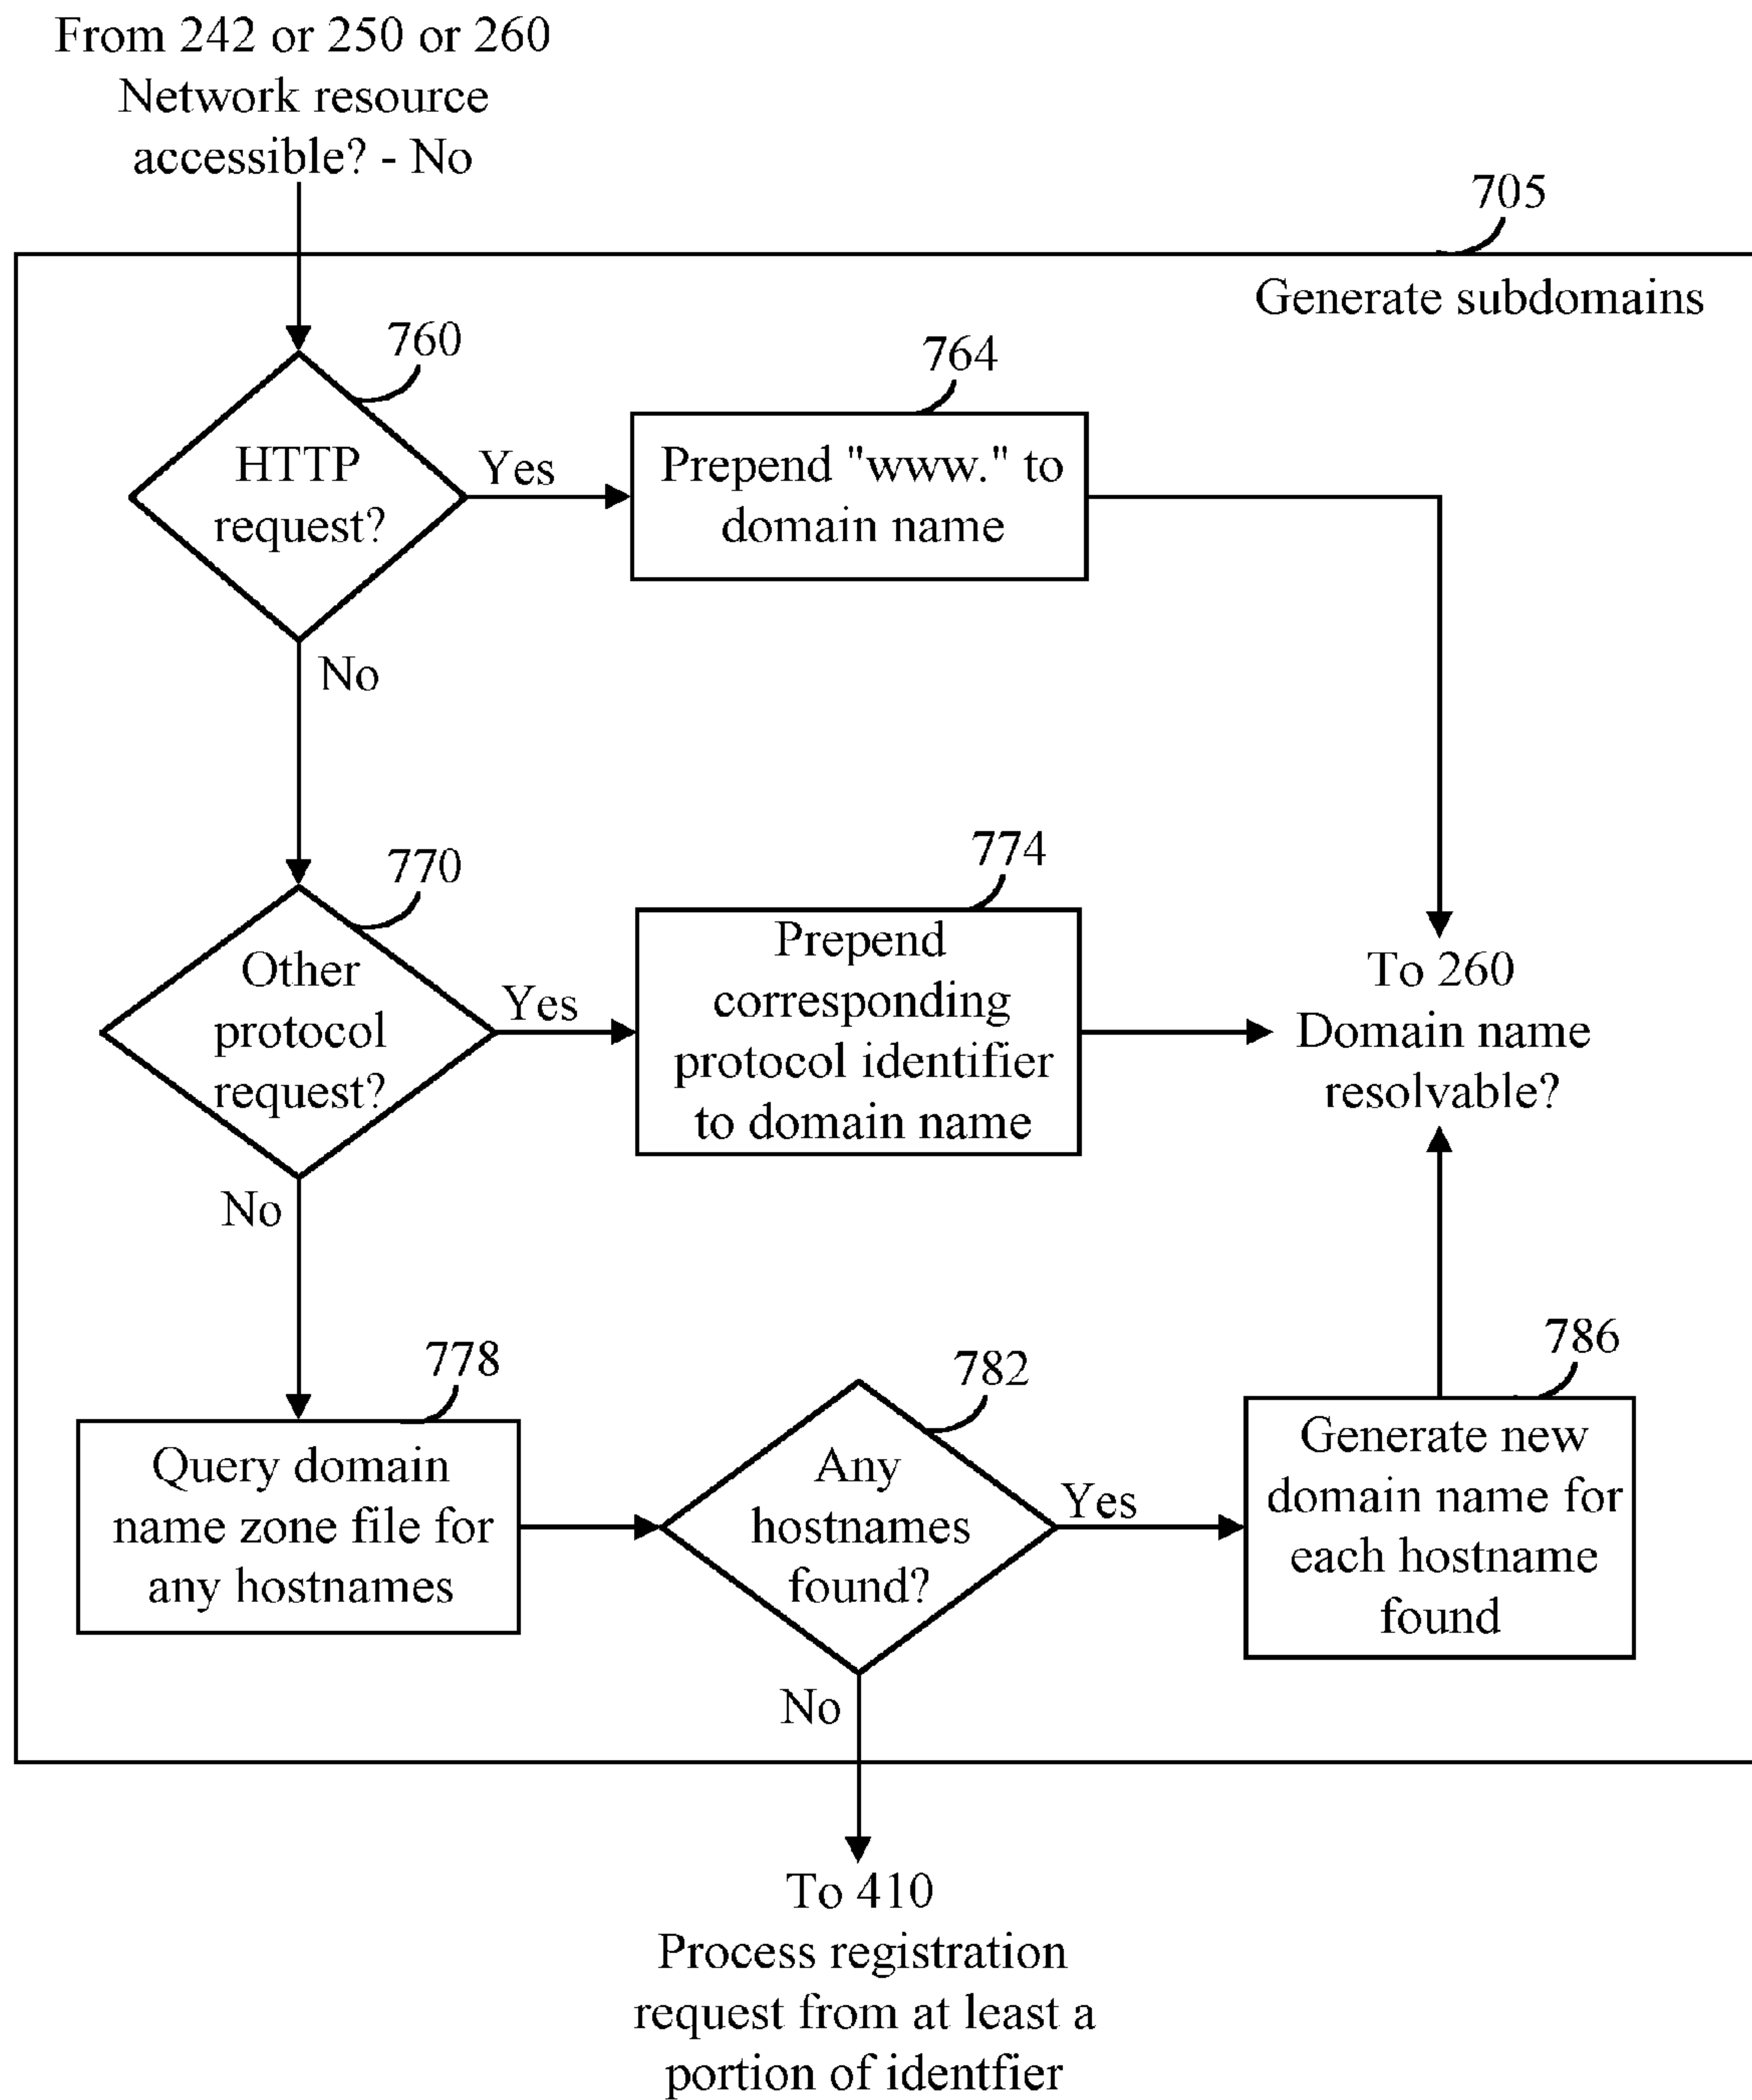 From 242 or 250 or 260
Network resource
accessible? - No
705
Generate subdomains
760
HTTP
request?
Yes
764
Prepend "www." to
domain name
No
770
Other
protocol
request?
Yes
774
Prepend
corresponding
protocol identifier
to domain name
To 260
Domain name
resolvable?
No
778
Query domain
name zone file for
any hostnames
782
Any
hostnames
found?
Yes
786
Generate new
domain name for
each hostname
found
No
To 410
Process registration
request from at least a
portion of identfier